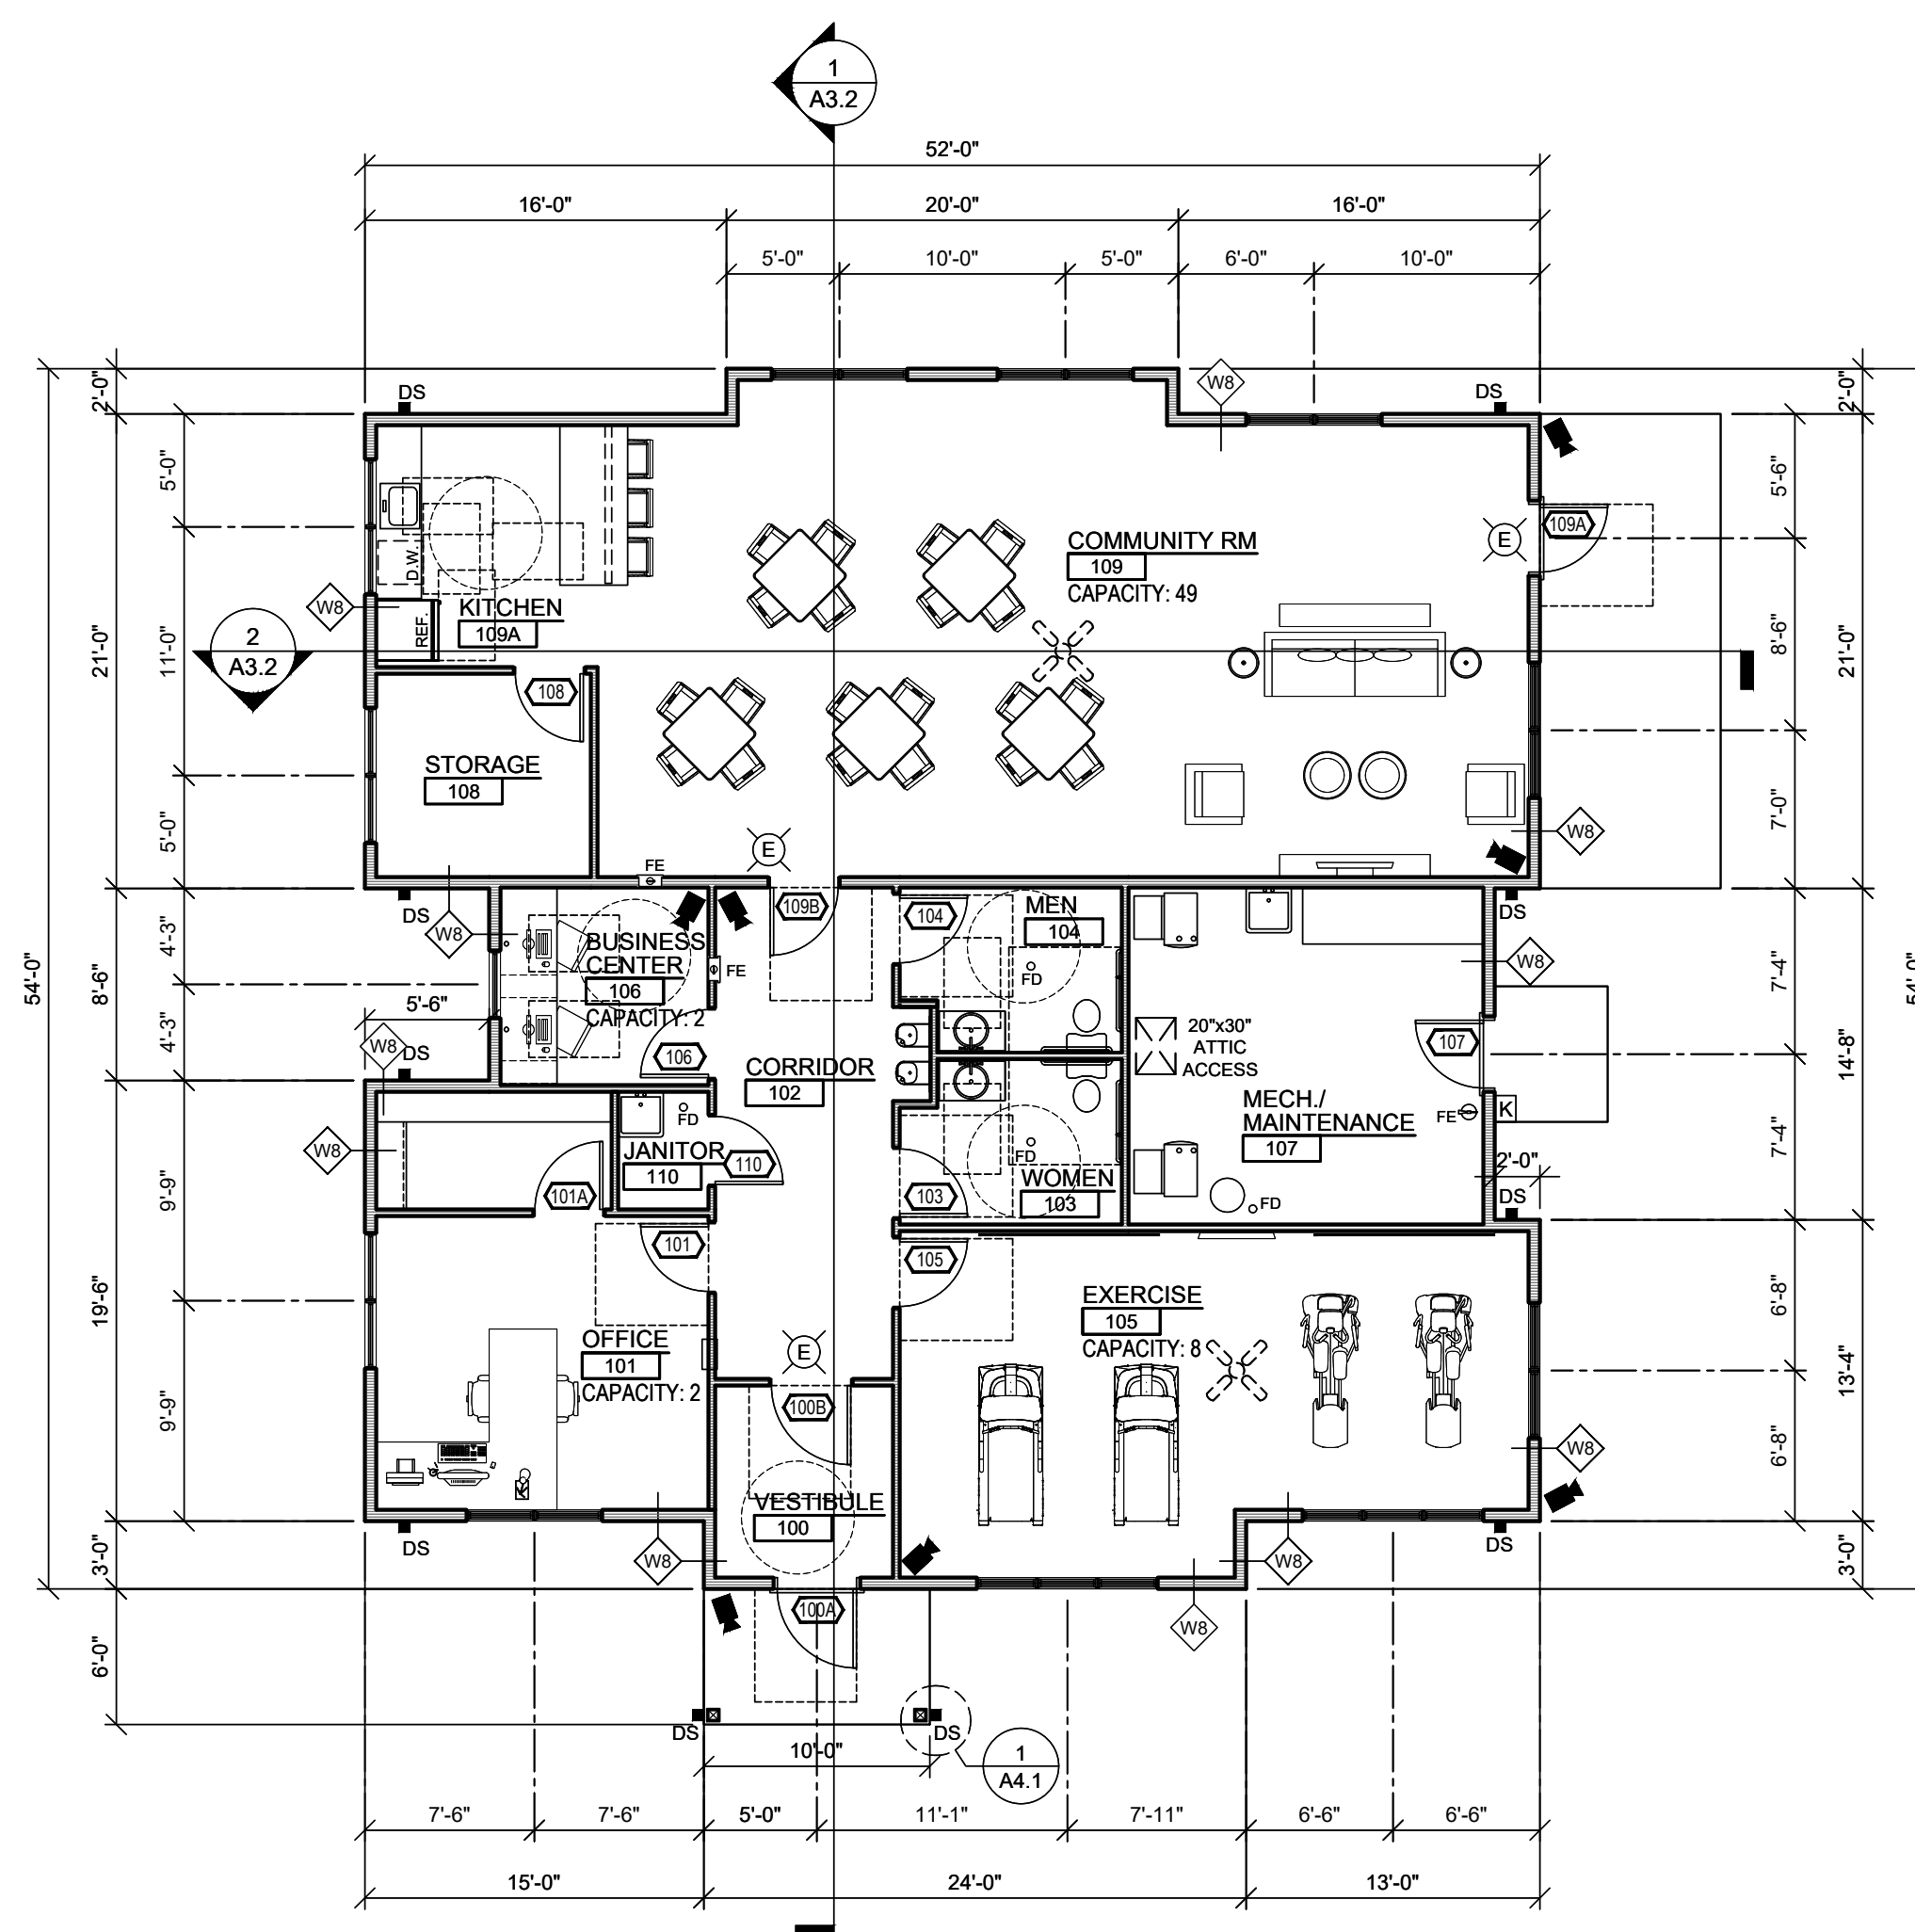 1
A3.2
52'-0"
16'-0" 20'-0" 16'-0"
5'-0" 10'-0" 5'-0" 6'-0" 10'-0"
2'-0"
21'-0"
8'-6"
19'-6"
3'-0"
6'-0"
54'-0"
5'-0"
11'-0"
5'-0"
4'-3"
4'-3"
9'-9"
9'-9"
5'-6"
DS
DS
W8
W8
D.W.
REF.
KITCHEN
109A
2
A3.2
COMMUNITY RM
109
CAPACITY: 49
E
109A
108
STORAGE
108
W8
E
FE
DS
W8
109B
BUSINESS
CENTER
106
CAPACITY: 2
FE
106
W8
DS
CORRIDOR
102
104
MEN
104
FD
FD
WOMEN
103
103
20"x30"
ATTIC
ACCESS
MECH./
MAINTENANCE
107
107
FE
K
FD
DS
W8
2'-0"
DS
W8
FD
JANITOR
110
110
101A
101
OFFICE
101
CAPACITY: 2
E
105
EXERCISE
105
CAPACITY: 8
100B
VESTIBULE
100
W8
W8
W8
W8
DS
DS
100A
DS
DS
10'-0"
1
A4.1
2'-0"
21'-0"
14'-8"
13'-4"
3'-0"
5'-6"
8'-6"
7'-0"
7'-4"
7'-4"
6'-8"
6'-8"
7'-6" 7'-6" 5'-0" 11'-1" 7'-11" 6'-6" 6'-6"
15'-0" 24'-0" 13'-0"